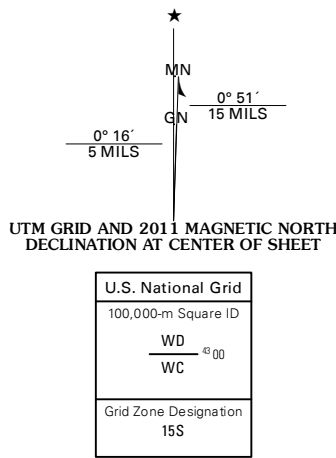 ★
MN
0° 51´
15 MILS
GN
0° 16´
5 MILS
UTM GRID AND 2011 MAGNETIC NORTH
DECLINATION AT CENTER OF SHEET
U.S. National Grid
100,000-m Square ID
WD
43 00
WC
Grid Zone Designation
15S